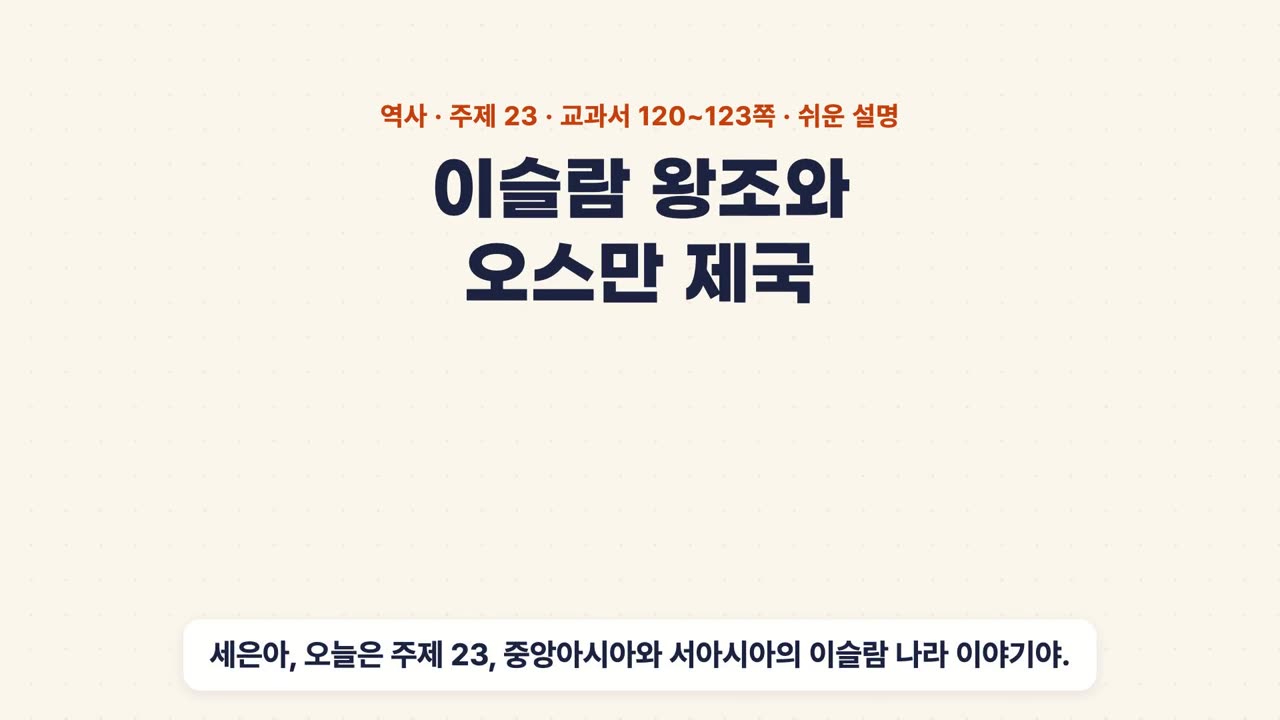 역사 · 주제 23 · 교과서 120~123쪽 · 쉬운 설명
이슬람 왕조와
오스만 제국
세은아, 오늘은 주제 23, 중앙아시아와 서아시아의 이슬람 나라 이야기야.